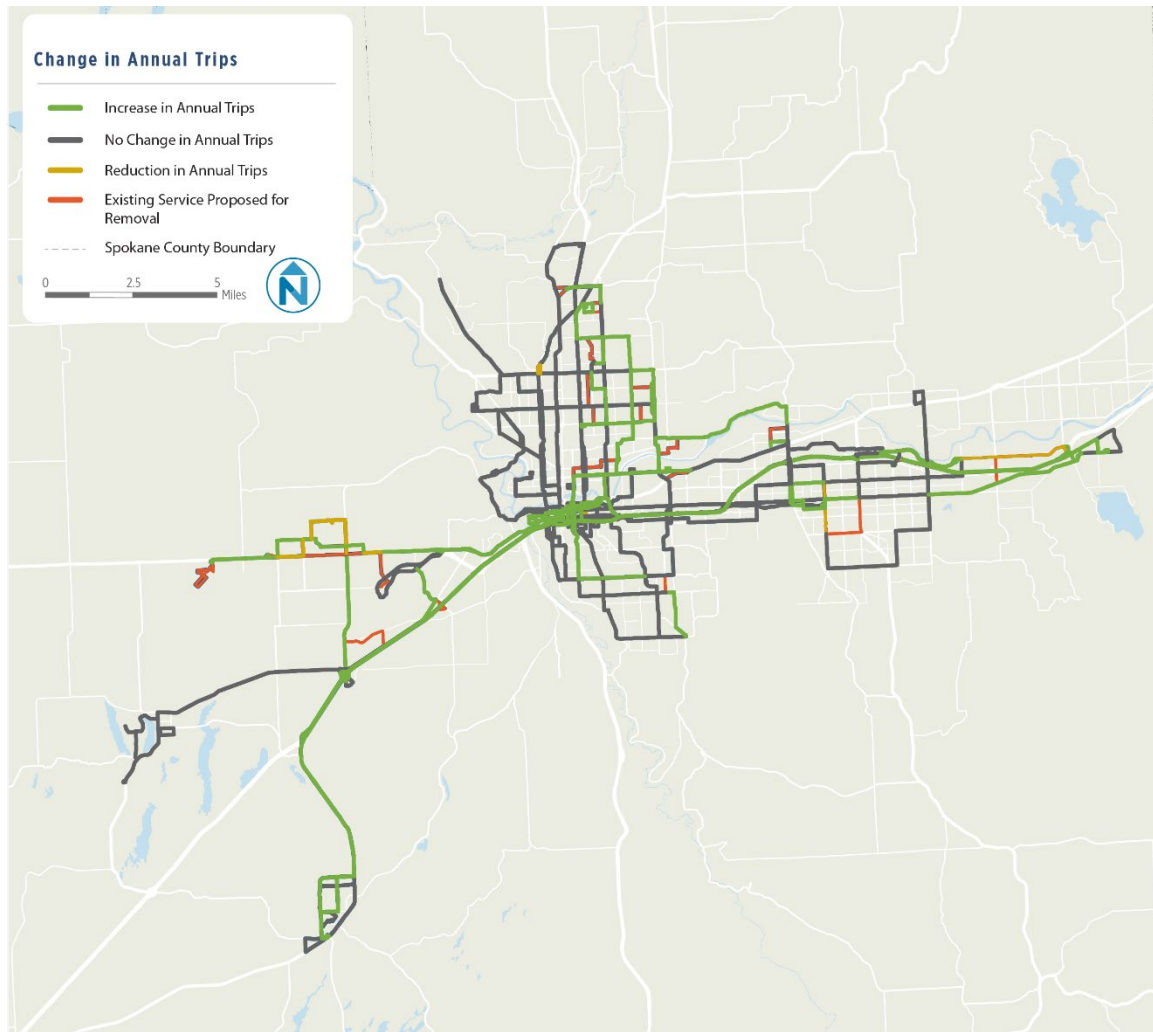 Change in Annual Trips
Increase in Annual Trips
No Change in Annual Trips
Reduction in Annual Trips
Existing Service Proposed for
Removal
Spokane County Boundary
0 2.5 5
Miles
N